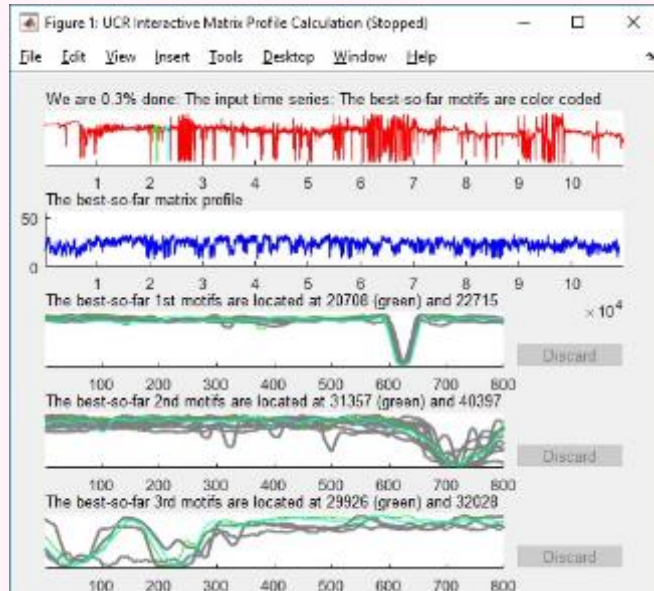 Figure 1: UCR Interactive Matrix Profile Calculation (Stopped)
File Edit View Insert Tools Desktop Window Help
We are 0.3% done: The input time series: The best-so-far motifs are color coded
1 2 3 4 5 6 7 8 9 10
The best-so-far matrix profile
50
0
1 2 3 4 5 6 7 8 9 10
× 10⁴
The best-so-far 1st motifs are located at 20708 (green) and 22715
Discard
100 200 300 400 500 600 700 800
The best-so-far 2nd motifs are located at 31357 (green) and 40397
Discard
100 200 300 400 500 600 700 800
The best-so-far 3rd motifs are located at 29926 (green) and 32028
Discard
100 200 300 400 500 600 700 800